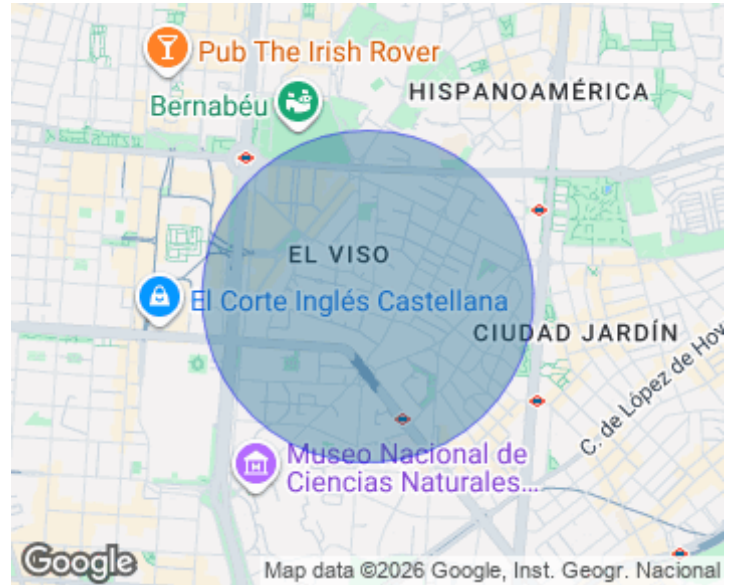 Pub The Irish Rover
Bernabéu
HISPANOAMÉRICA
EL VISO
El Corte Inglés Castellana
CIUDAD JARDÍN
C. de López de Hoy
Museo Nacional de
Ciencias Naturales...
Google
Map data ©2026 Google, Inst. Geogr. Nacional